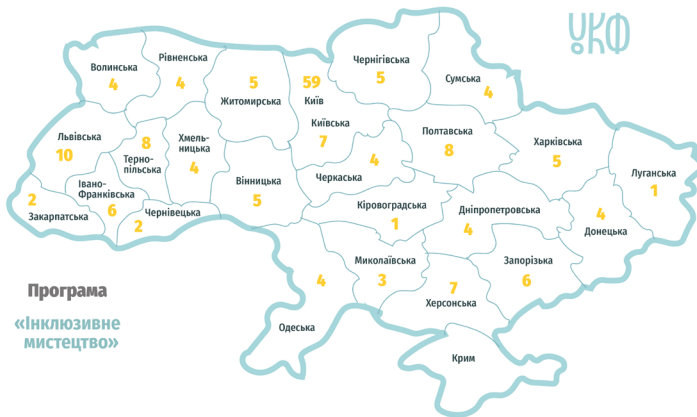 УКФ
Волинська
4
Рівненська
4
Житомирська
5
59
Київ
Київська
7
Чернігівська
5
Сумська
4
Львівська
10
8
Терно-
пільська
Хмель-
ницька
4
Вінницька
5
4
Черкаська
Полтавська
8
Харківська
5
Луганська
1
2
Закарпатська
Івано-
Франківська
6
Чернівецька
2
Кіровоградська
1
Дніпропетровська
4
4
Донецька
4
Одеська
Миколаївська
3
7
Херсонська
Запорізька
6
Крим
Програма
«Інклюзивне
мистецтво»